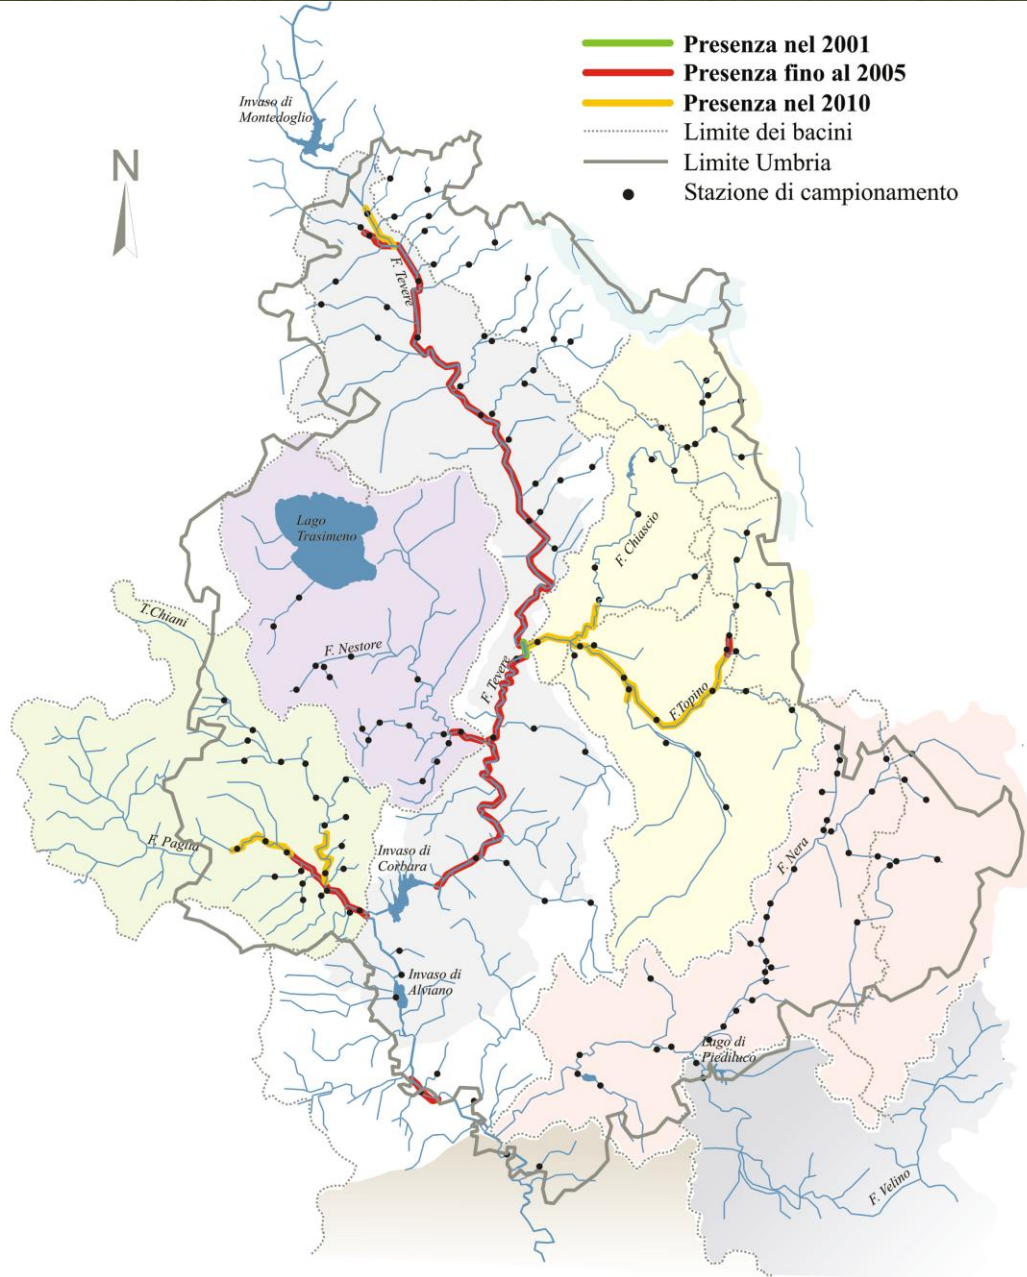 Presenza nel 2001
Presenza fino al 2005
Presenza nel 2010
Limite dei bacini
Limite Umbria
Stazione di campionamento
Invaso di
Montedoglio
N
F. Tevere
Lago
Trasimeno
F. Chiascio
T.Chiani
F. Nestore
F. Tevere
F.Topino
F. Paglia
Invaso di
Corbara
F. Nera
Invaso di
Alviano
Lago di
Piediluco
F. Velino